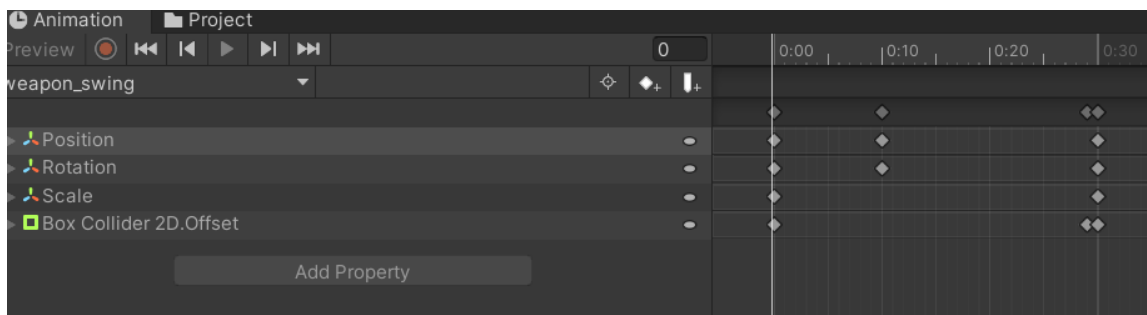 Animation Project
Preview 0 0:00 0:10 0:20 0:30
weapon_swing
Position
Rotation
Scale
Box Collider 2D.Offset
Add Property